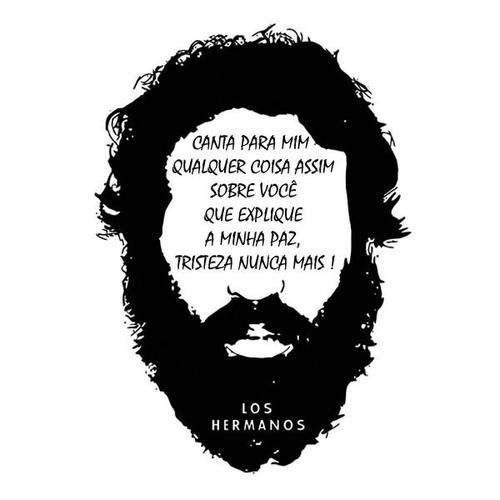 CANTA PARA MIM
QUALQUER COISA ASSIM
SOBRE VOCÊ
QUE EXPLIQUE
A MINHA PAZ,
TRISTEZA NUNCA MAIS !
LOS
HERMANOS